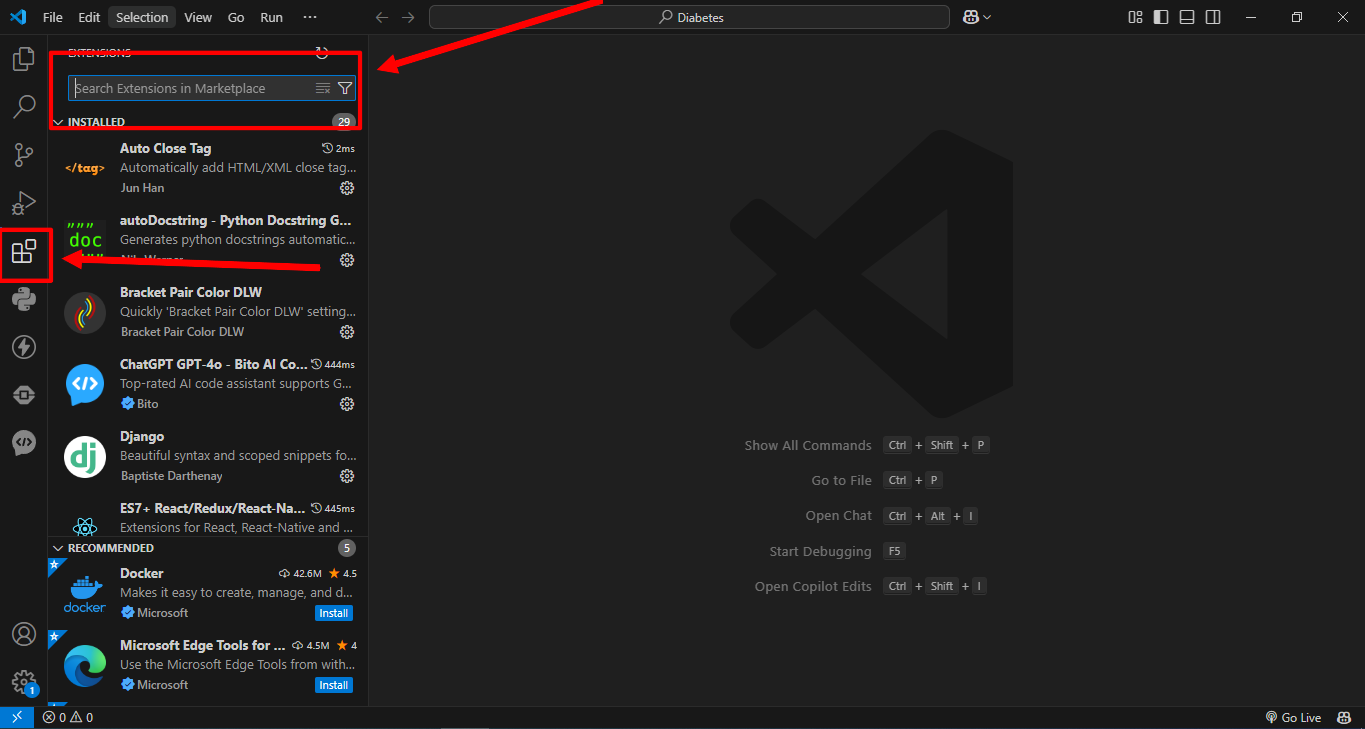 File Edit Selection View Go Run ···
Diabetes
EXTENSIONS
Search Extensions in Marketplace
INSTALLED 29
Auto Close Tag 2ms
</tag> Automatically add HTML/XML close tag...
Jun Han
autoDocstring - Python Docstring G...
""" doc Generates python docstrings automatic...
Bracket Pair Color DLW
Quickly 'Bracket Pair Color DLW' setting...
Bracket Pair Color DLW
ChatGPT GPT-4o - Bito AI Co... 444ms
</> Top-rated AI code assistant supports G...
Bito
Django
dj Beautiful syntax and scoped snippets fo...
Baptiste Darthenay
ES7+ React/Redux/React-Na... 445ms
Extensions for React, React-Native and ...
RECOMMENDED 5
Docker 42.6M 4.5
Makes it easy to create, manage, and d...
docker Microsoft Install
Microsoft Edge Tools for ... 4.5M 4
Use the Microsoft Edge Tools from with...
Microsoft Install
Show All Commands Ctrl + Shift + P
Go to File Ctrl + P
Open Chat Ctrl + Alt + I
Start Debugging F5
Open Copilot Edits Ctrl + Shift + I
1
0 0 Go Live